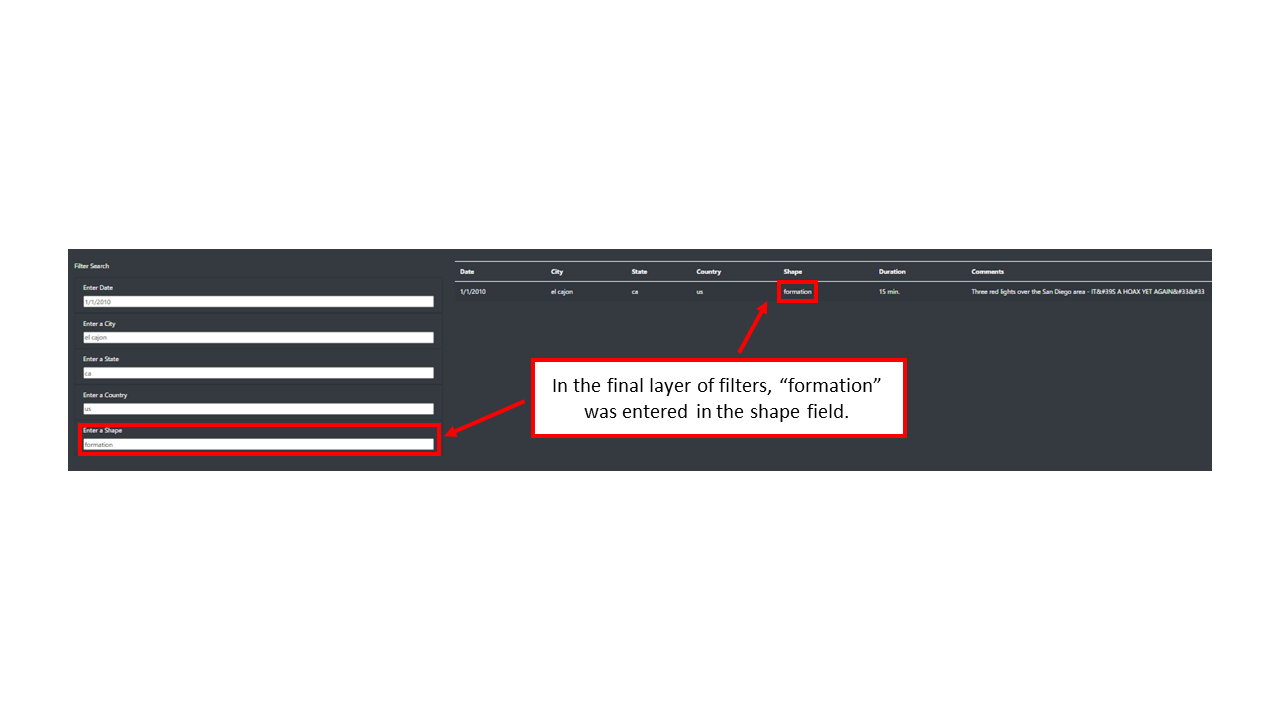 Filter Search
Enter Date
1/1/2010
Enter a City
el cajon
Enter a State
ca
Enter a Country
us
Enter a Shape
formation
Date City State Country Shape Duration Comments
1/1/2010 el cajon ca us formation 15 min. Three red lights over the San Diego area - IT&#39S A HOAX YET AGAIN&#33&#33
In the final layer of filters, “formation”
was entered in the shape field.